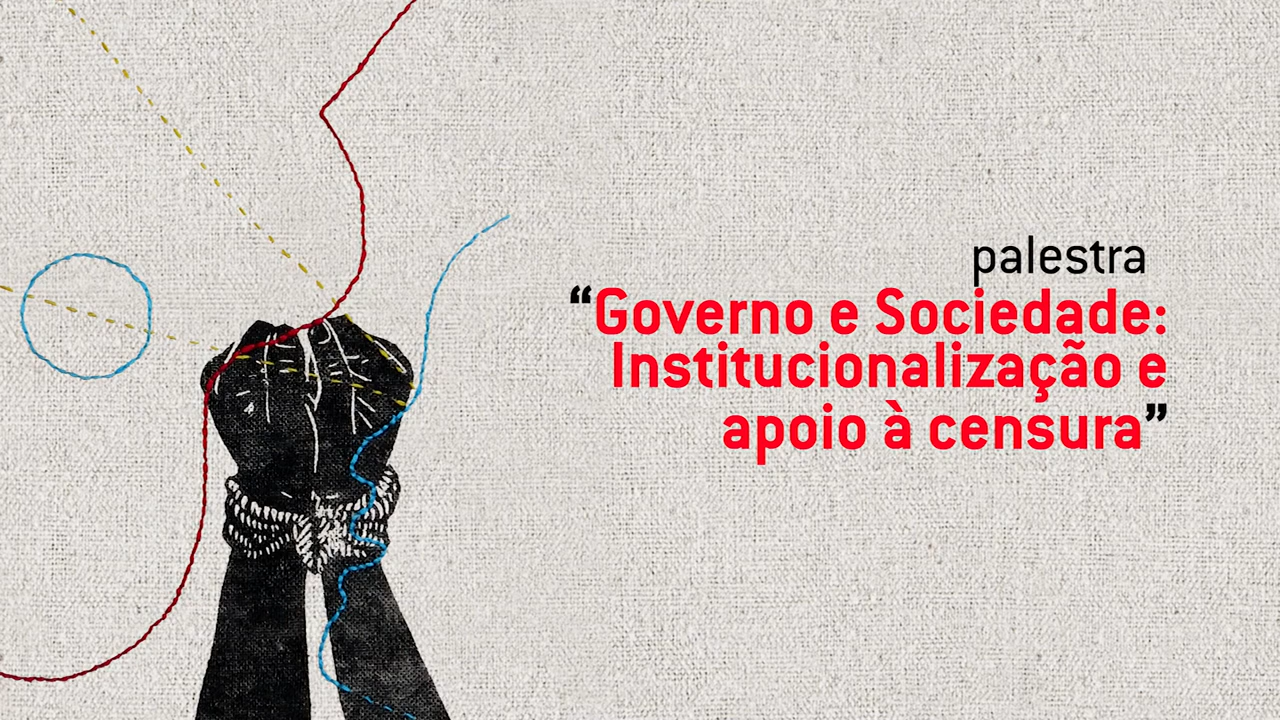 palestra
“Governo e Sociedade:
Institucionalização e
apoio à censura”